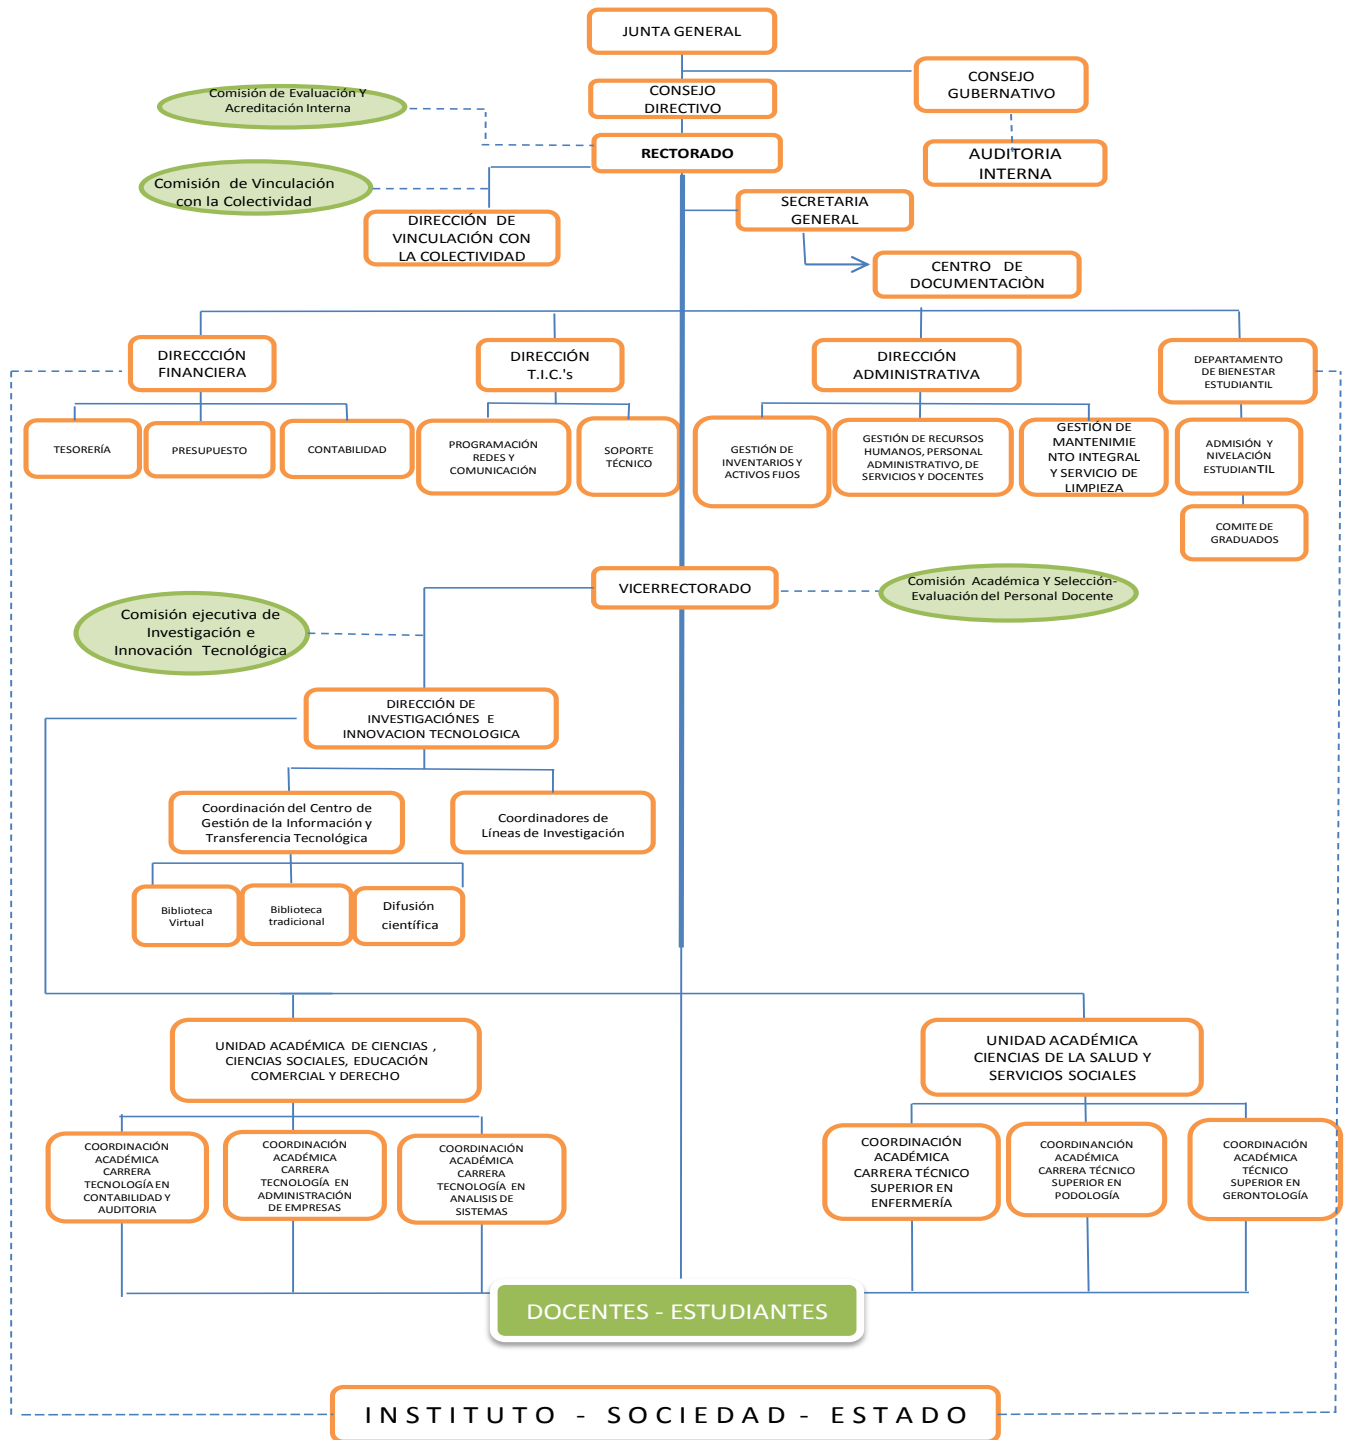 JUNTA GENERAL
CONSEJO
GUBERNATIVO
CONSEJO
DIRECTIVO
Comisión de Evaluación Y
Acreditación Interna
RECTORADO
AUDITORIA
INTERNA
Comisión de Vinculación
con la Colectividad
SECRETARIA
GENERAL
DIRECCIÓN DE
VINCULACIÓN CON
LA COLECTIVIDAD
CENTRO DE
DOCUMENTACIÒN
DIRECCCIÓN
FINANCIERA
DIRECCIÓN
T.I.C.'s
DIRECCIÓN
ADMINISTRATIVA
DEPARTAMENTO
DE BIENESTAR
ESTUDIANTIL
TESORERÍA
PRESUPUESTO
CONTABILIDAD
PROGRAMACIÓN
REDES Y
COMUNICACIÓN
SOPORTE
TÉCNICO
GESTIÓN DE
INVENTARIOS Y
ACTIVOS FIJOS
GESTIÓN DE RECURSOS
HUMANOS, PERSONAL
ADMINISTRATIVO, DE
SERVICIOS Y DOCENTES
GESTIÓN DE
MANTENIMIE
NTO INTEGRAL
Y SERVICIO DE
LIMPIEZA
ADMISIÓN Y
NIVELACIÓN
ESTUDIANTIL
COMITE DE
GRADUADOS
VICERRECTORADO
Comisión Académica Y Selección-
Evaluación del Personal Docente
Comisión ejecutiva de
Investigación e
Innovación Tecnológica
DIRECCIÓN DE
INVESTIGACIÓNES E
INNOVACION TECNOLOGICA
Coordinación del Centro de
Gestión de la Información y
Transferencia Tecnológica
Coordinadores de
Líneas de Investigación
Biblioteca
Virtual
Biblioteca
tradicional
Difusión
científica
UNIDAD ACADÉMICA DE CIENCIAS ,
CIENCIAS SOCIALES, EDUCACIÓN
COMERCIAL Y DERECHO
UNIDAD ACADÉMICA
CIENCIAS DE LA SALUD Y
SERVICIOS SOCIALES
COORDINACIÓN
ACADÉMICA
CARRERA
TECNOLOGÍA EN
CONTABILIDAD Y
AUDITORIA
COORDINACIÓN
ACADÉMICA
CARRERA
TECNOLOGÍA EN
ADMINISTRACIÓN
DE EMPRESAS
COORDINACIÓN
ACADÉMICA
CARRERA
TECNOLOGÍA EN
ANALISIS DE
SISTEMAS
COORDINACIÓN
ACADÉMICA
CARRERA TÉCNICO
SUPERIOR EN
ENFERMERÍA
COORDINANCIÓN
ACADÉMICA
CARRERA TÉCNICO
SUPERIOR EN
PODOLOGÍA
COORDINACIÓN
ACADÉMICA
TÉCNICO
SUPERIOR EN
GERONTOLOGÍA
DOCENTES - ESTUDIANTES
INSTITUTO - SOCIEDAD - ESTADO